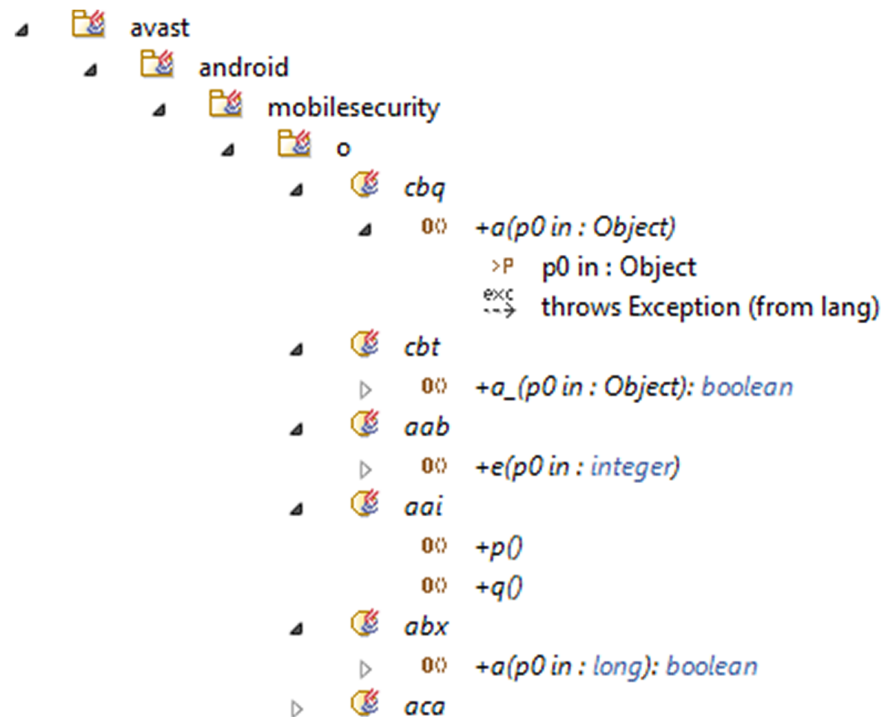 avast
android
mobilesecurity
o
cbq
+a(p0 in : Object)
>P p0 in : Object
exc throws Exception (from lang)
cbt
+a_(p0 in : Object): boolean
aab
+e(p0 in : integer)
aai
+p()
+q()
abx
+a(p0 in : long): boolean
aca